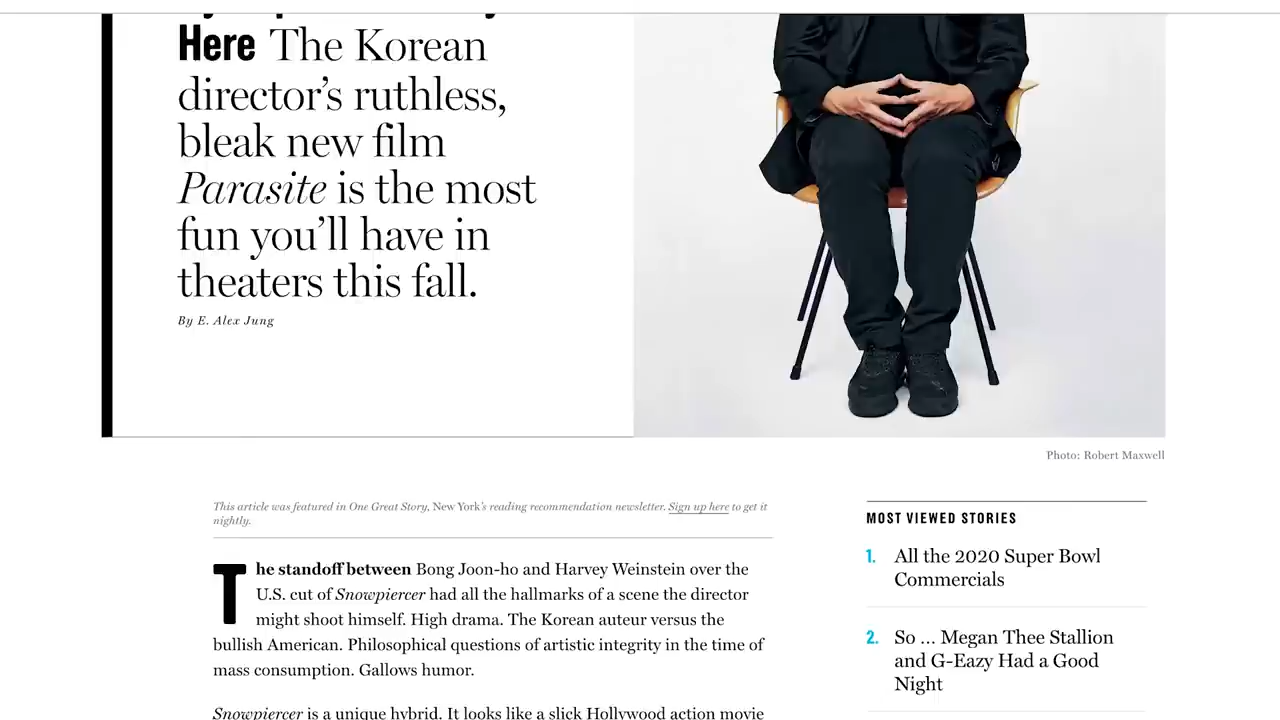 Here The Korean
director’s ruthless,
bleak new film
Parasite is the most
fun you’ll have in
theaters this fall.
By E. Alex Jung
Photo: Robert Maxwell
This article was featured in One Great Story, New York’s reading recommendation newsletter. Sign up here to get it
nightly.
The standoff between Bong Joon-ho and Harvey Weinstein over the
U.S. cut of Snowpiercer had all the hallmarks of a scene the director
might shoot himself. High drama. The Korean auteur versus the
bullish American. Philosophical questions of artistic integrity in the time of
mass consumption. Gallows humor.
Snowpiercer is a unique hybrid. It looks like a slick Hollywood action movie
MOST VIEWED STORIES
1. All the 2020 Super Bowl
Commercials
2. So ... Megan Thee Stallion
and G-Eazy Had a Good
Night